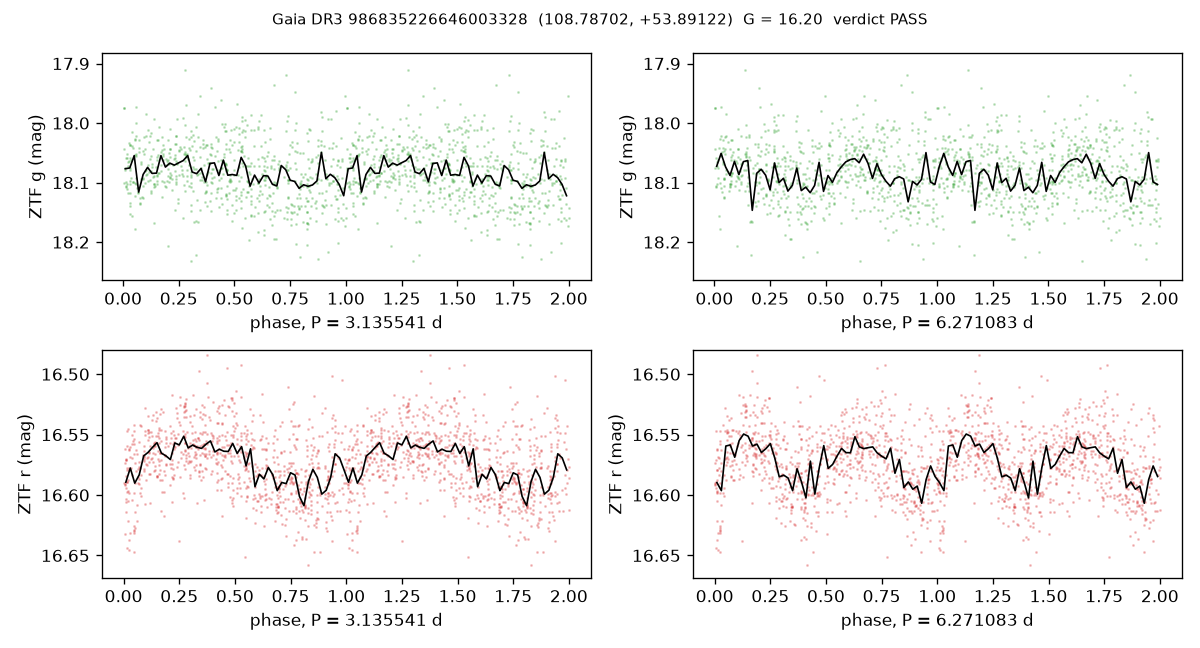 Gaia DR3 986835226646003328  (108.78702, +53.89122)  G = 16.20  verdict PASS
ZTF g (mag)
17.9
18.0
18.1
18.2
0.00 0.25 0.50 0.75 1.00 1.25 1.50 1.75 2.00
phase, P = 3.135541 d
ZTF g (mag)
17.9
18.0
18.1
18.2
0.00 0.25 0.50 0.75 1.00 1.25 1.50 1.75 2.00
phase, P = 6.271083 d
ZTF r (mag)
16.50
16.55
16.60
16.65
0.00 0.25 0.50 0.75 1.00 1.25 1.50 1.75 2.00
phase, P = 3.135541 d
ZTF r (mag)
16.50
16.55
16.60
16.65
0.00 0.25 0.50 0.75 1.00 1.25 1.50 1.75 2.00
phase, P = 6.271083 d